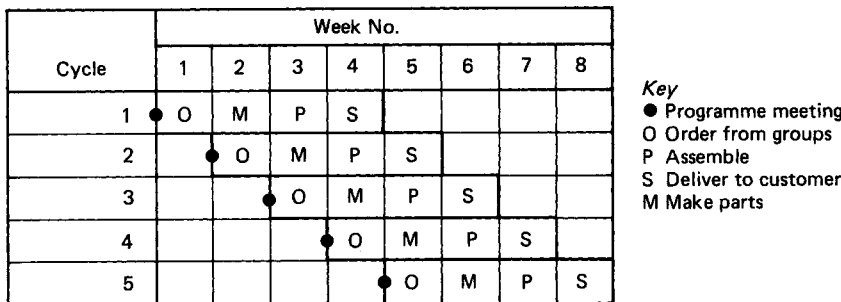 Week No.
Cycle 1 2 3 4 5 6 7 8
1 O M P S
2 O M P S
3 O M P S
4 O M P S
5 O M P S
Key
● Programme meeting
O Order from groups
P Assemble
S Deliver to customer
M Make parts